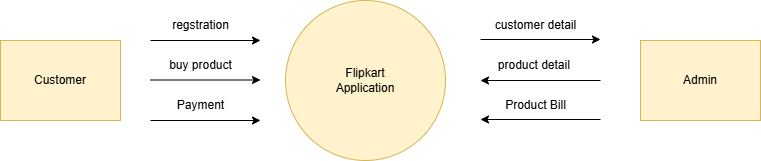 regstration
customer detail
buy product
product detail
Customer
Flipkart
Application
Admin
Payment
Product Bill